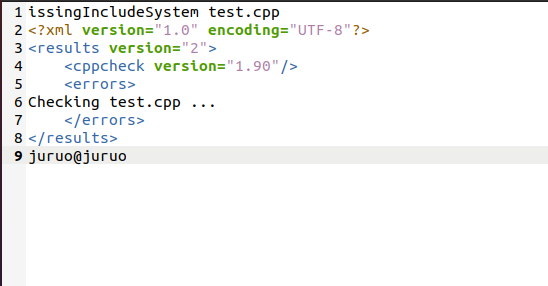 1 issingIncludeSystem test.cpp
2 <?xml version="1.0" encoding="UTF-8"?>
3 <results version="2">
4     <cppcheck version="1.90"/>
5     <errors>
6 Checking test.cpp ...
7     </errors>
8 </results>
9 juruo@juruo